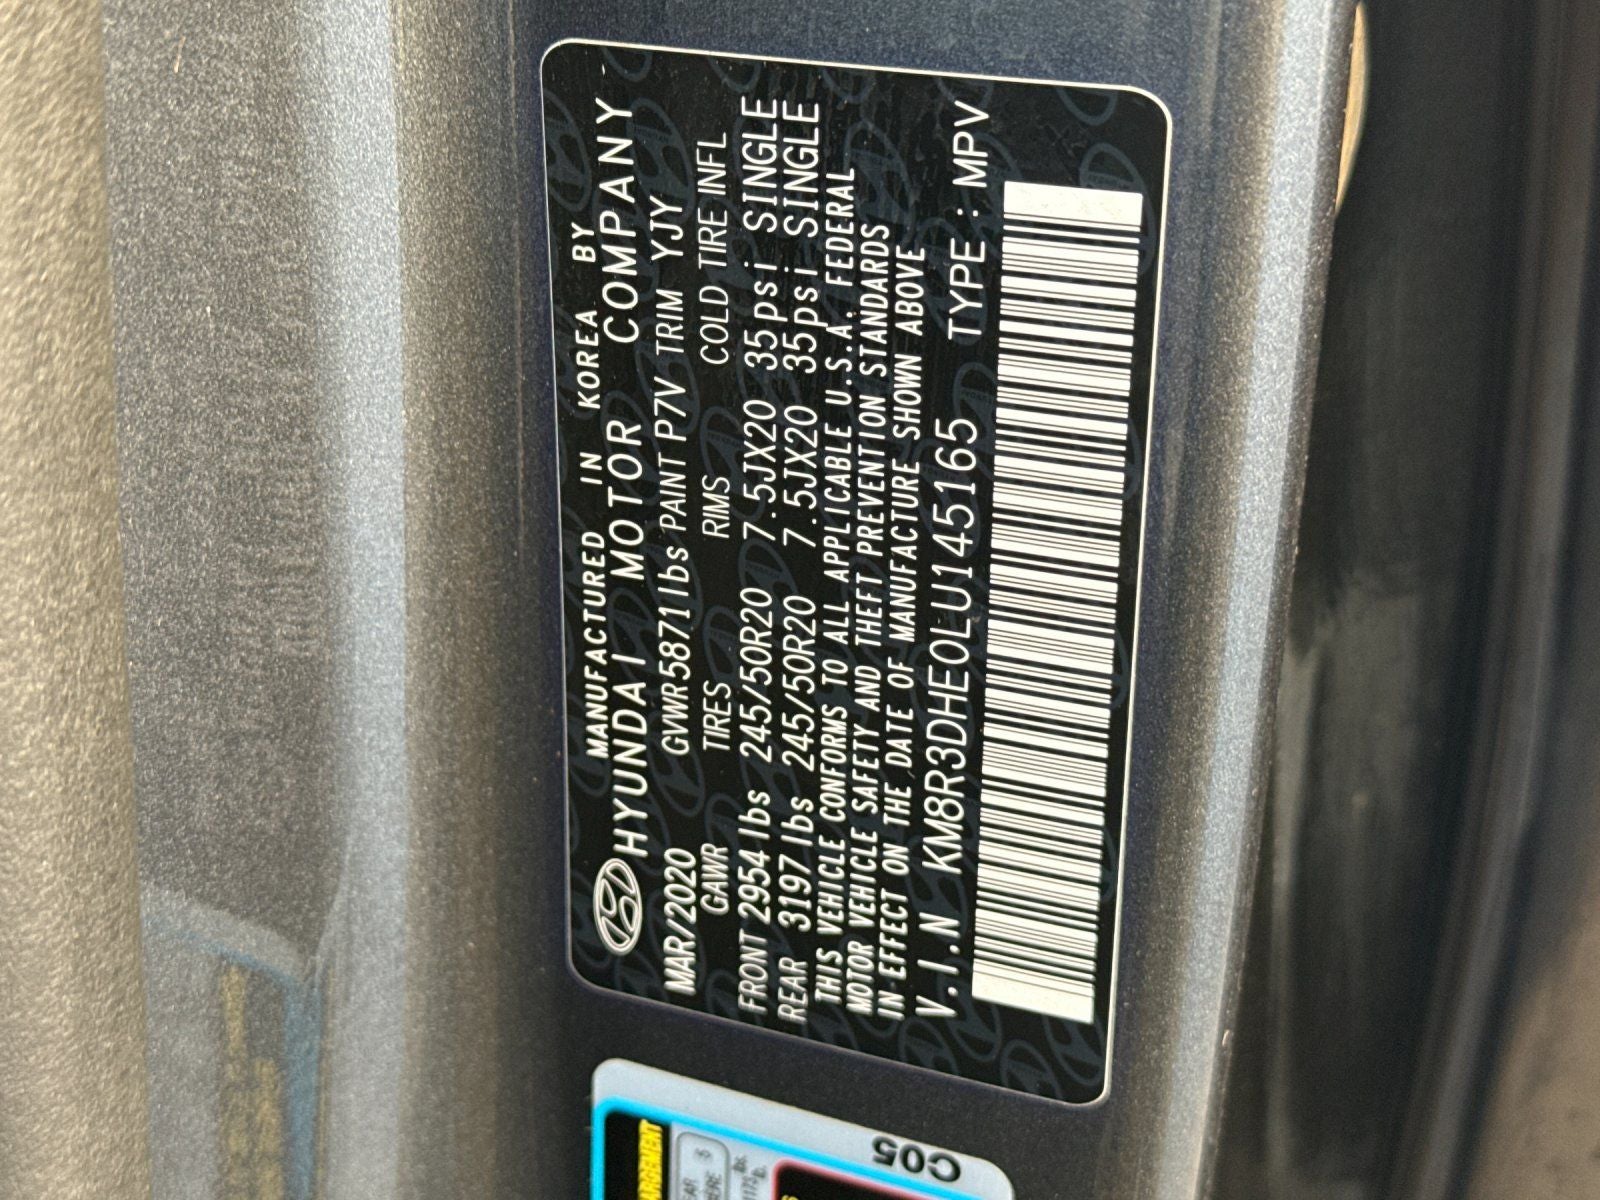 MANUFACTURED IN KOREA BY
HYUNDAI MOTOR COMPANY
MAR/2020 GVWR 5871lbs PAINT P7V TRIM YJY
GAWR TIRES RIMS COLD TIRE INFL
FRONT 2954 lbs 245/50R20 7.5JX20 35psi SINGLE
REAR 3197 lbs 245/50R20 7.5JX20 35psi SINGLE
THIS VEHICLE CONFORMS TO ALL APPLICABLE U.S.A. FEDERAL
MOTOR VEHICLE SAFETY AND THEFT PREVENTION STANDARDS
IN EFFECT ON THE DATE OF MANUFACTURE SHOWN ABOVE
V.I.N KM8R3DHE0LU145165 TYPE : MPV
C05